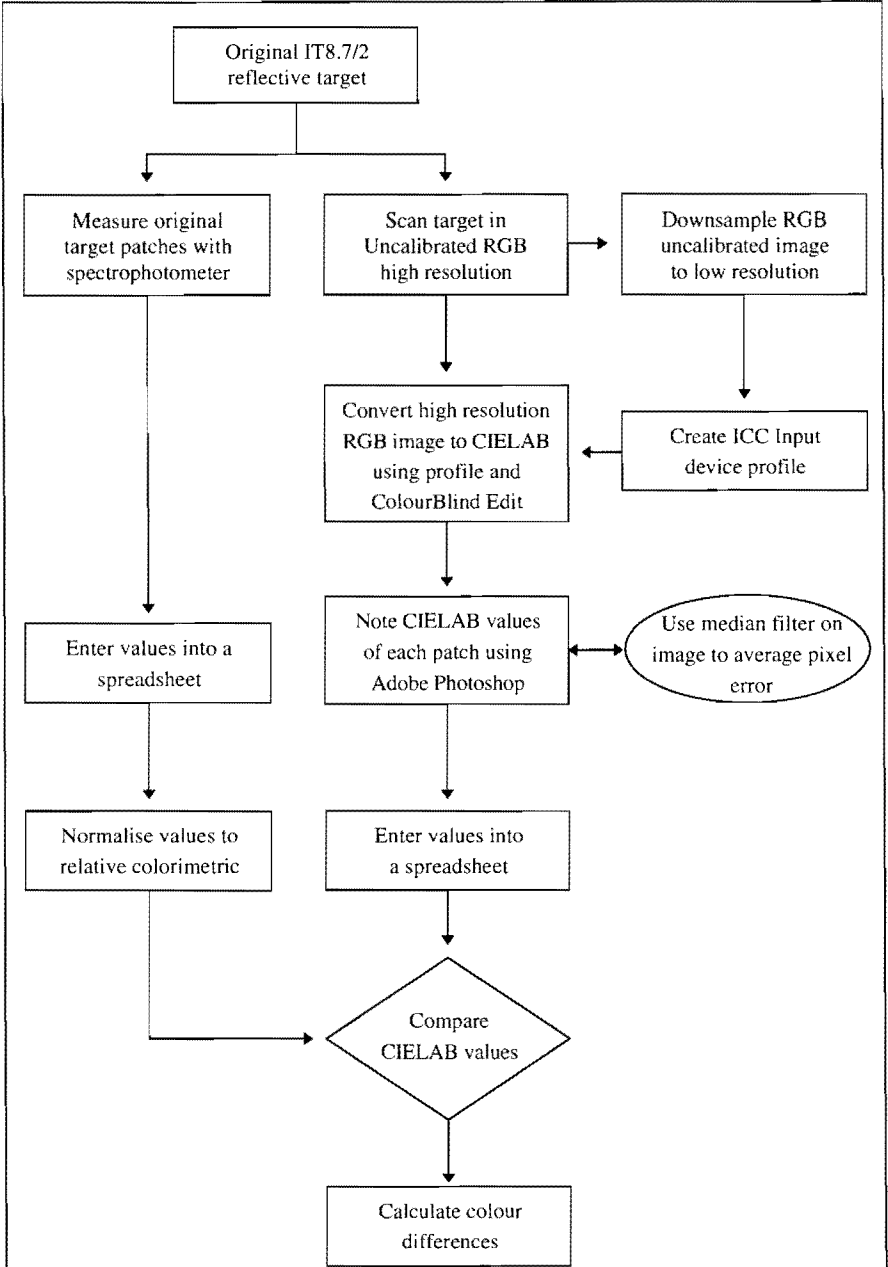 Original IT8.7/2
reflective target
Measure original
target patches with
spectrophotometer
Scan target in
Uncalibrated RGB
high resolution
Downsample RGB
uncalibrated image
to low resolution
Convert high resolution
RGB image to CIELAB
using profile and
ColourBlind Edit
Create ICC Input
device profile
Enter values into a
spreadsheet
Note CIELAB values
of each patch using
Adobe Photoshop
Use median filter on
image to average pixel
error
Normalise values to
relative colorimetric
Enter values into
a spreadsheet
Compare
CIELAB values
Calculate colour
differences